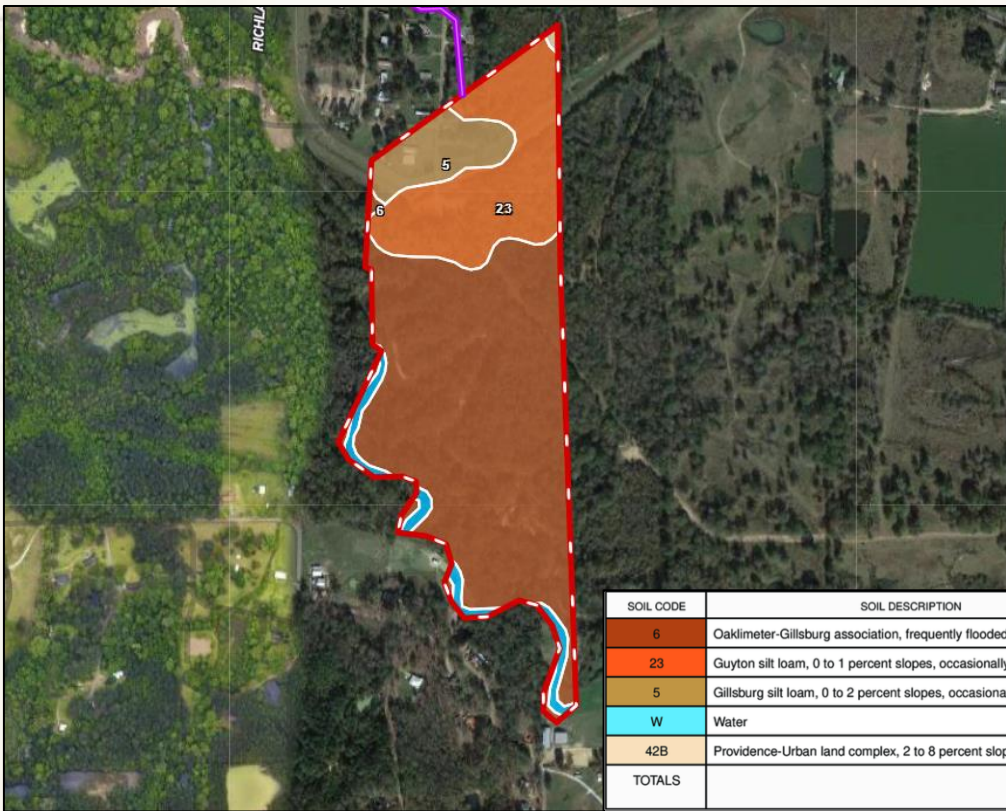 RICHLA
5
6
23
SOIL CODE SOIL DESCRIPTION
6 Oaklimeter-Gillsburg association, frequently flooded
23 Guyton silt loam, 0 to 1 percent slopes, occasionally
5 Gillsburg silt loam, 0 to 2 percent slopes, occasiona
W Water
42B Providence-Urban land complex, 2 to 8 percent slop
TOTALS